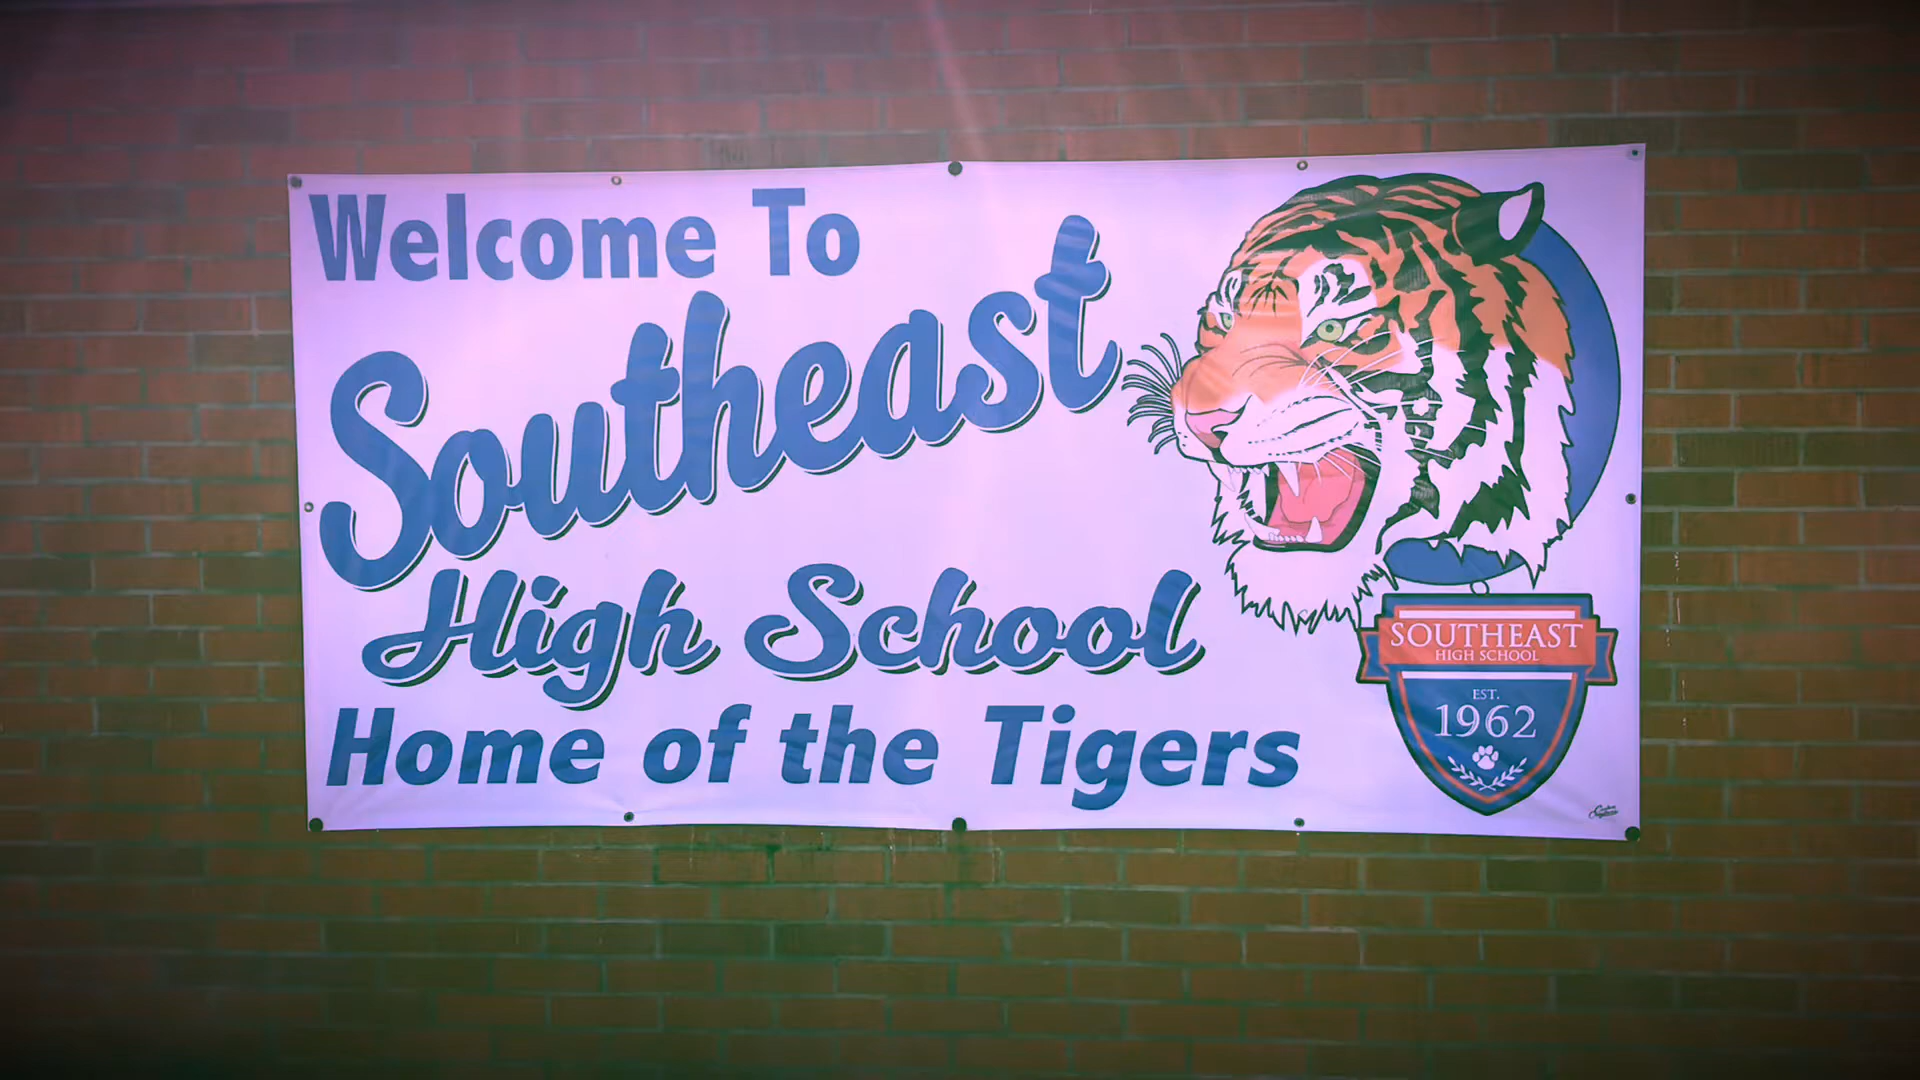 Welcome To
Southeast
High School
Home of the Tigers
SOUTHEAST
HIGH SCHOOL
EST.
1962